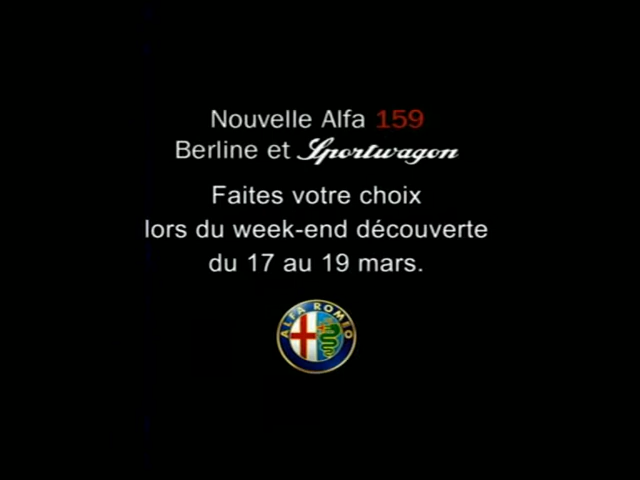 Nouvelle Alfa 159
Berline et Sportwagon
Faites votre choix
lors du week-end découverte
du 17 au 19 mars.
ALFA ROMEO